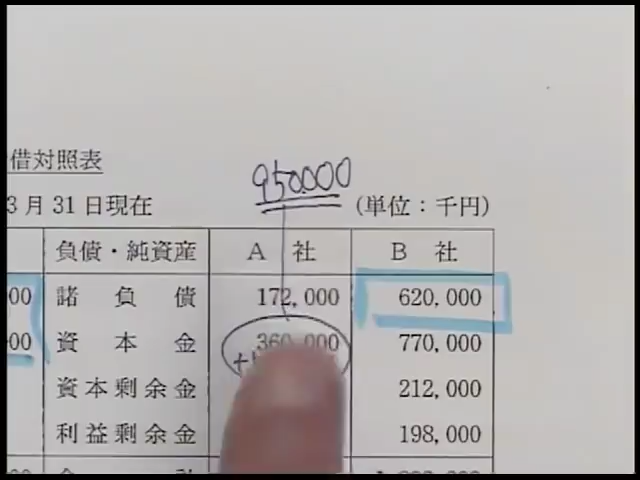 借対照表
950,000
3月31日現在 (単位：千円)
負債・純資産 A 社 B 社
00 諸負債 172,000 620,000
00 資本金 360,000 770,000
資本剰余金 212,000
利益剰余金 198,000